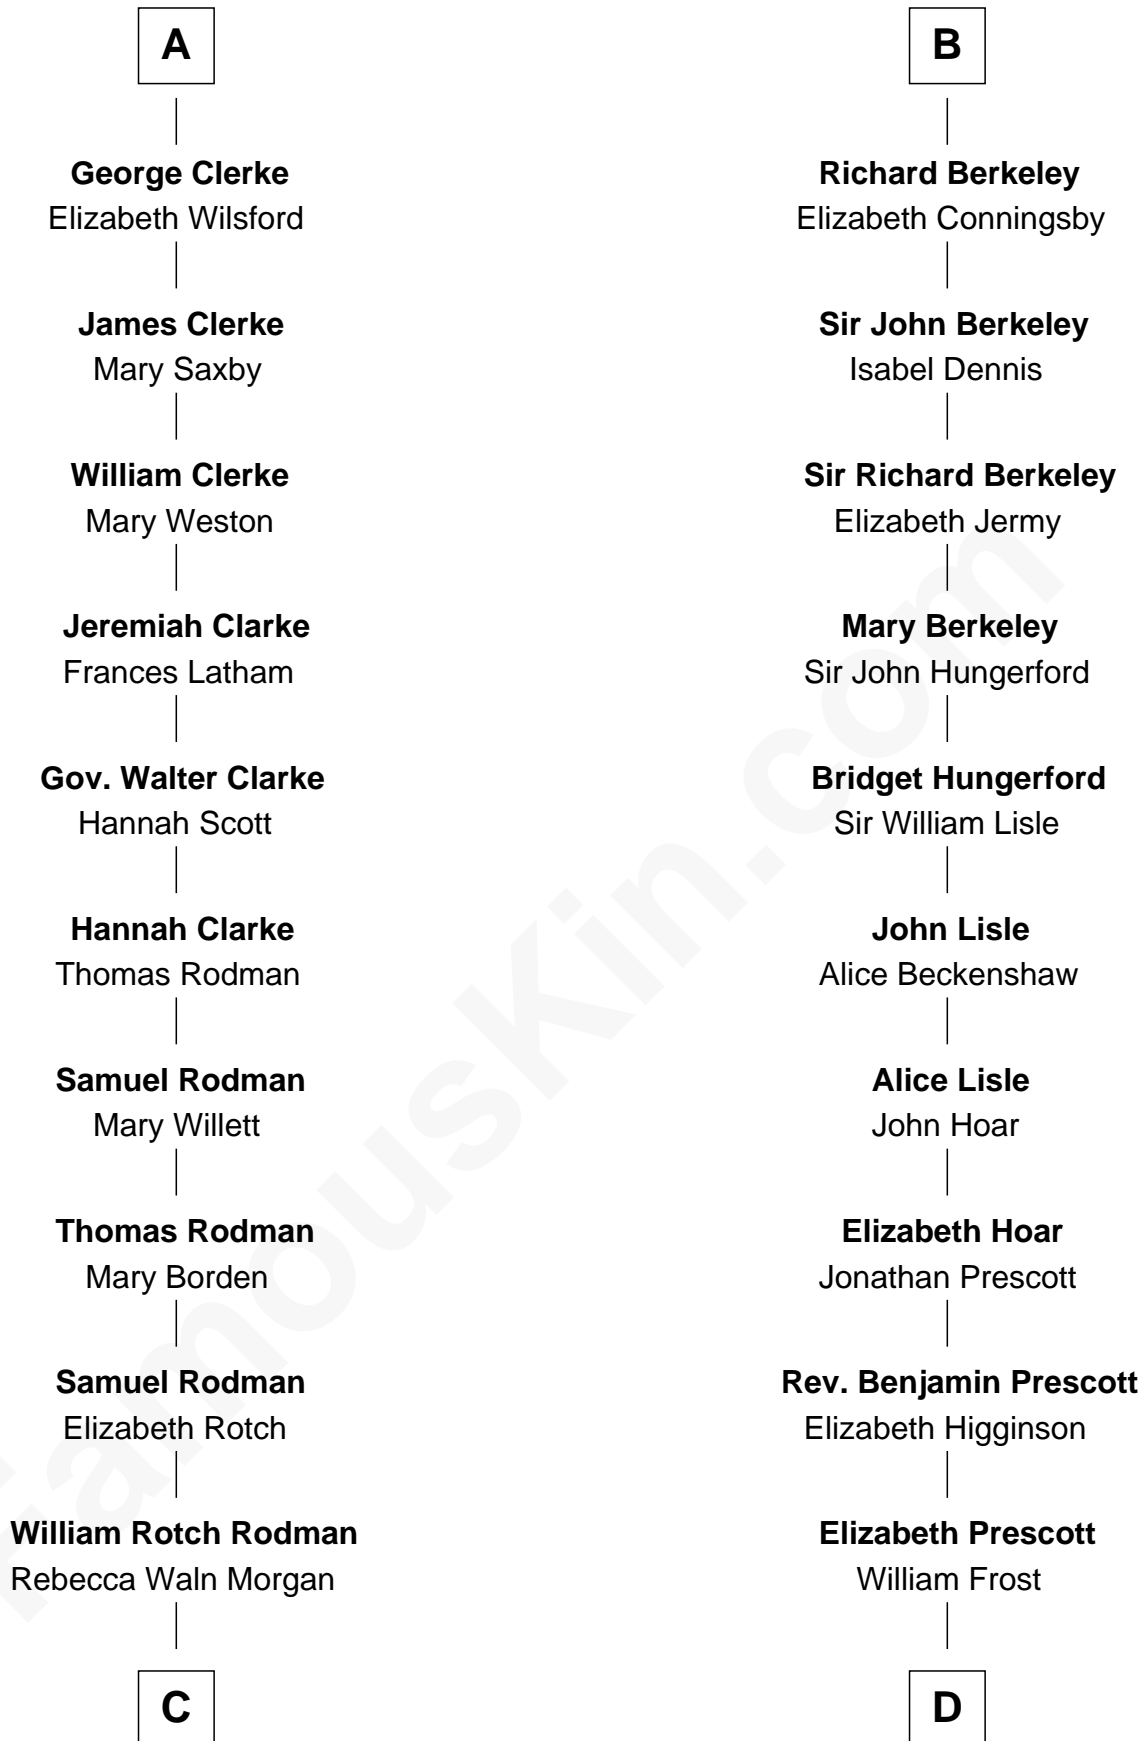 A
George Clerke
Elizabeth Wilsford
James Clerke
Mary Saxby
William Clerke
Mary Weston
Jeremiah Clarke
Frances Latham
Gov. Walter Clarke
Hannah Scott
Hannah Clarke
Thomas Rodman
Samuel Rodman
Mary Willett
Thomas Rodman
Mary Borden
Samuel Rodman
Elizabeth Rotch
William Rotch Rodman
Rebecca Waln Morgan
C
B
Richard Berkeley
Elizabeth Conningsby
Sir John Berkeley
Isabel Dennis
Sir Richard Berkeley
Elizabeth Jermy
Mary Berkeley
Sir John Hungerford
Bridget Hungerford
Sir William Lisle
John Lisle
Alice Beckenshaw
Alice Lisle
John Hoar
Elizabeth Hoar
Jonathan Prescott
Rev. Benjamin Prescott
Elizabeth Higginson
Elizabeth Prescott
William Frost
D
FamousKin.com